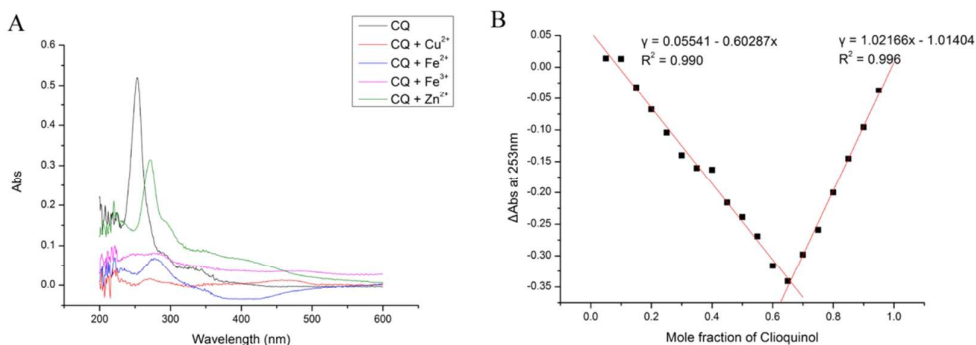 A
CQ
CQ + Cu²⁺
CQ + Fe²⁺
CQ + Fe³⁺
CQ + Zn²⁺
0.6
0.5
0.4
0.3
0.2
0.1
0.0
Abs
200 300 400 500 600
Wavelength (nm)
B
γ = 0.05541 - 0.60287x
R² = 0.990
γ = 1.02166x - 1.01404
R² = 0.996
0.00
-0.05
-0.10
-0.15
-0.20
-0.25
-0.30
-0.35
ΔAbs at 253nm
0.0 0.2 0.4 0.6 0.8 1.0
Mole fraction of Clioquinol